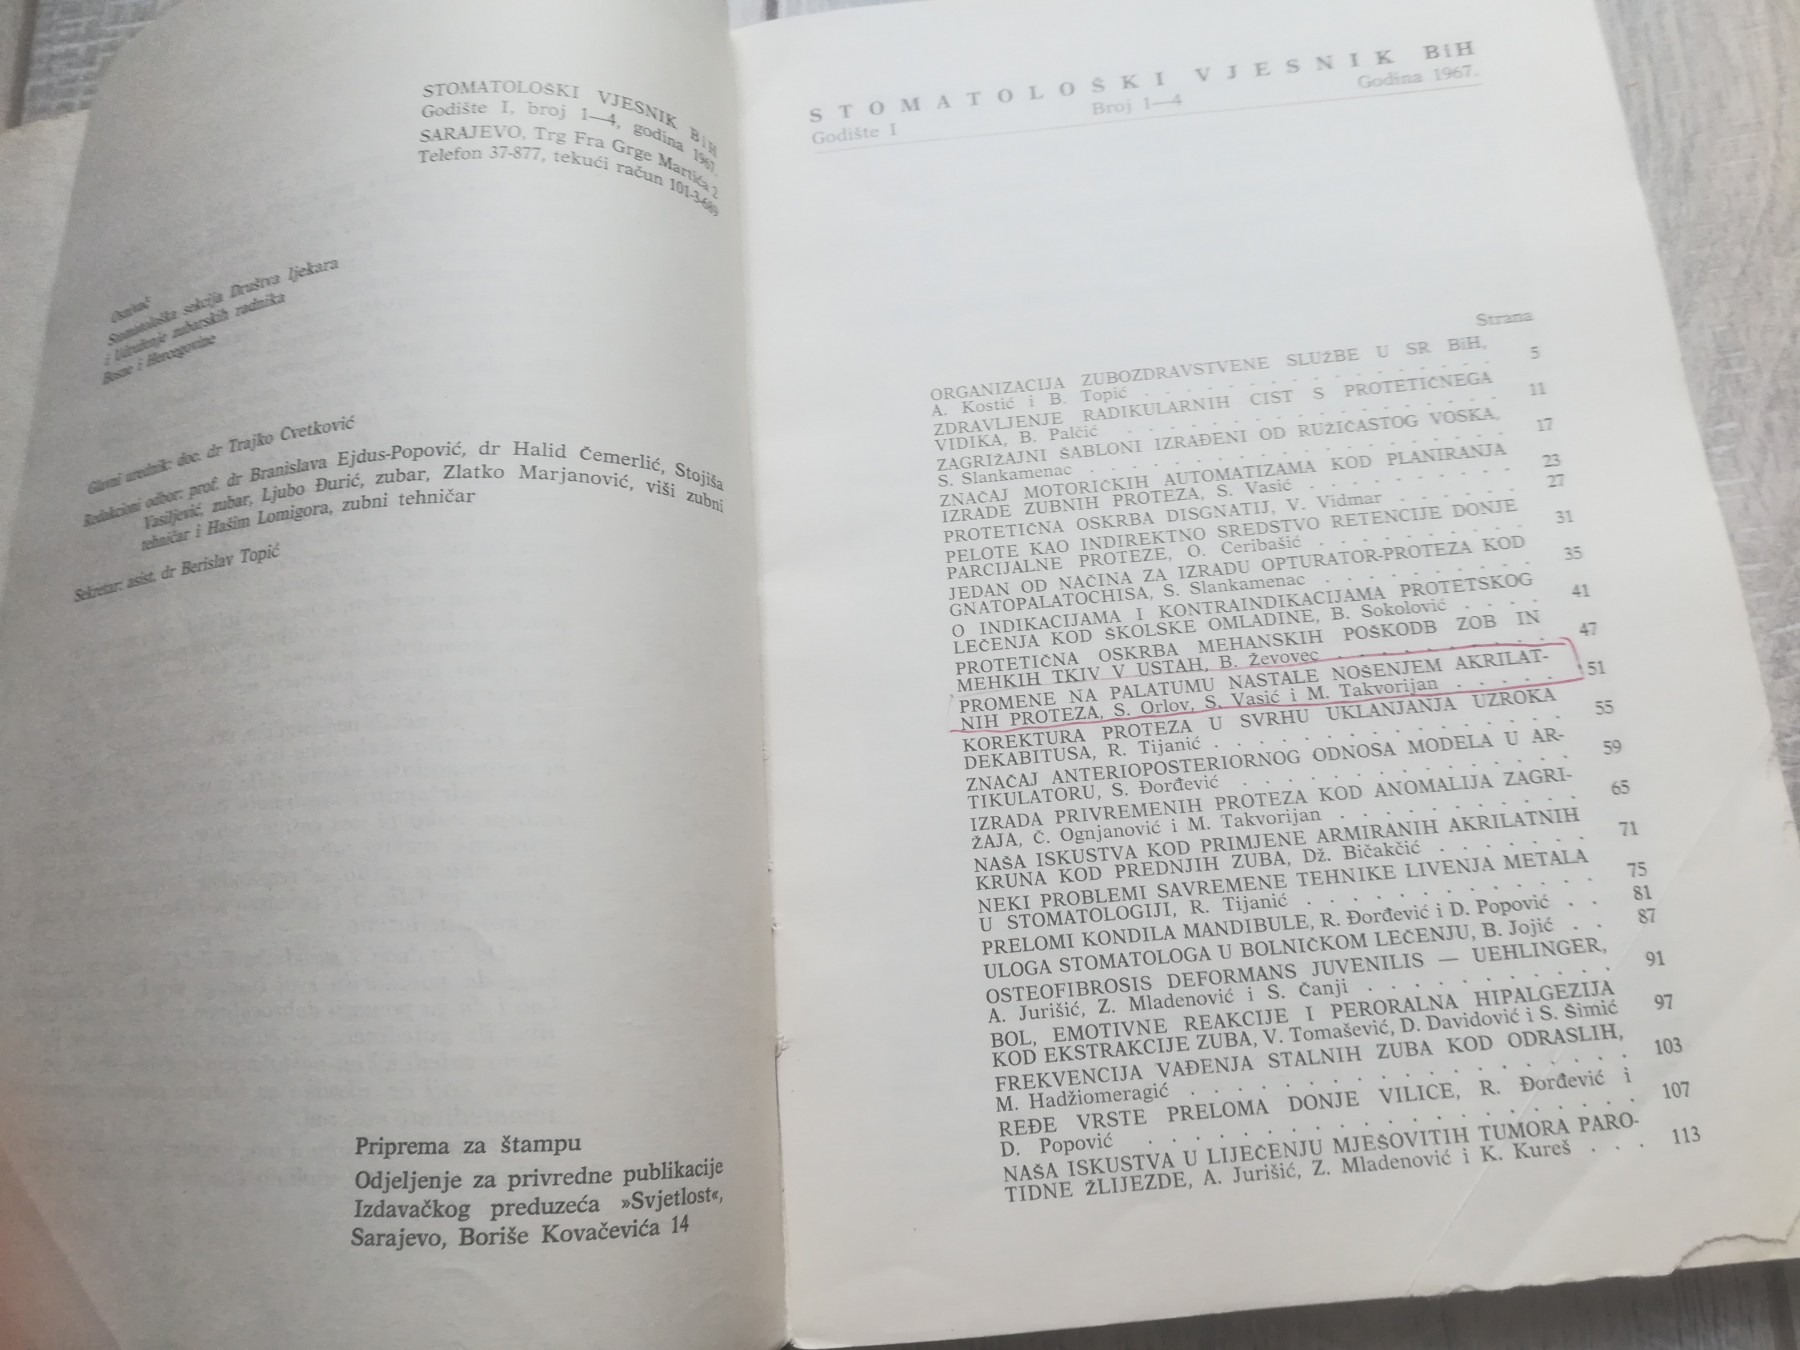 STOMATOLOŠKI VJESNIK BiH
Godište I, broj 1—4, godina 1967.
SARAJEVO, Trg Fra Grge Martića 2
Telefon 37-877, tekući račun 101-3-689
Osnivač
Stomatološka sekcija Društva ljekara
i Udruženje zubarskih radnika
Bosne i Hercegovine
Glavni urednik: doc. dr Trajko Cvetković
Redakcioni odbor: prof. dr Branislava Ejdus-Popović, dr Halid Čemerlić, Stojiša
Vasiljević, zubar, Ljubo Đurić, zubar, Zlatko Marjanović, viši zubni
tehničar i Hašim Lomigora, zubni tehničar
Sekretar: asist. dr Berislav Topić
Priprema za štampu
Odjeljenje za privredne publikacije
Izdavačkog preduzeća »Svjetlost«,
Sarajevo, Boriše Kovačevića 14
STOMATOLOŠKI VJESNIK BiH
Godište I Broj 1—4 Godina 1967.
Strana
ORGANIZACIJA ZUBOZDRAVSTVENE SLUŽBE U SR BiH,
A. Kostić i B. Topić . . . . . . . . . . . . 5
ZDRAVLJENJE RADIKULARNIH CIST S PROTETIČNEGA
VIDIKA, B. Palčić . . . . . . . . . . . . 11
ZAGRIŽAJNI ŠABLONI IZRAĐENI OD RUŽIČASTOG VOSKA,
S. Slankamenac . . . . . . . . . . . . 17
ZNAČAJ MOTORIČKIH AUTOMATIZAMA KOD PLANIRANJA
IZRADE ZUBNIH PROTEZA, S. Vasić . . . . . . 23
PROTETIČNA OSKRBA DISGNATIJ, V. Vidmar . . . . . 27
PELOTE KAO INDIREKTNO SREDSTVO RETENCIJE DONJE
PARCIJALNE PROTEZE, O. Ceribašić . . . . . . 31
JEDAN OD NAČINA ZA IZRADU OPTURATOR-PROTEZA KOD
GNATOPALATOCHISA, S. Slankamenac . . . . . . 35
O INDIKACIJAMA I KONTRAINDIKACIJAMA PROTETSKOG
LEČENJA KOD ŠKOLSKE OMLADINE, B. Sokolović . . . . 41
PROTETIČNA OSKRBA MEHANSKIH POŠKODB ZOB IN
MEHKIH TKIV V USTAH, B. Ževovec . . . . . . 47
PROMENE NA PALATUMU NASTALE NOŠENJEM AKRILAT-
NIH PROTEZA, S. Orlov, S. Vasić i M. Takvorijan . . . . . 51
KOREKTURA PROTEZA U SVRHU UKLANJANJA UZROKA
DEKABITUSA, R. Tijanić . . . . . . . . . . 55
ZNAČAJ ANTERIOPOSTERIORNOG ODNOSA MODELA U AR-
TIKULATORU, S. Đorđević . . . . . . . . . . 59
IZRADA PRIVREMENIH PROTEZA KOD ANOMALIJA ZAGRI-
ŽAJA, Č. Ognjanović i M. Takvorijan . . . . . . . 65
NAŠA ISKUSTVA KOD PRIMJENE ARMIRANIH AKRILATNIH
KRUNA KOD PREDNJIH ZUBA, Dž. Bičakčić . . . . . 71
NEKI PROBLEMI SAVREMENE TEHNIKE LIVENJA METALA
U STOMATOLOGIJI, R. Tijanić . . . . . . . . . 75
PRELOMI KONDILA MANDIBULE, R. Đorđević i D. Popović . . 81
ULOGA STOMATOLOGA U BOLNIČKOM LEČENJU, B. Jojić . . 87
OSTEOFIBROSIS DEFORMANS JUVENILIS — UEHLINGER,
A. Jurišić, Z. Mladenović i S. Čanji . . . . . . . 91
BOL, EMOTIVNE REAKCIJE I PERORALNA HIPALGEZIJA
KOD EKSTRAKCIJE ZUBA, V. Tomašević, D. Davidović i S. Šimić 97
FREKVENCIJA VAĐENJA STALNIH ZUBA KOD ODRASLIH,
M. Hadžiomeragić . . . . . . . . . . . . 103
REĐE VRSTE PRELOMA DONJE VILICE, R. Đorđević i
D. Popović . . . . . . . . . . . . . . 107
NAŠA ISKUSTVA U LIJEČENJU MJEŠOVITIH TUMORA PARO-
TIDNE ŽLIJEZDE, A. Jurišić, Z. Mladenović i K. Kureš . . . 113